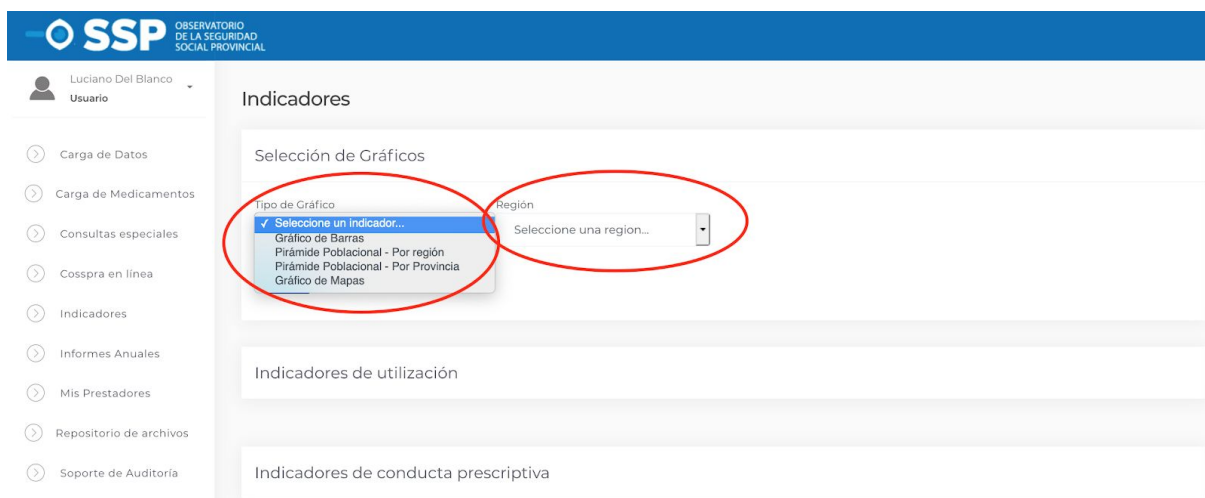 SSP
OBSERVATORIO
DE LA SEGURIDAD
SOCIAL PROVINCIAL
Luciano Del Blanco
Usuario
Carga de Datos
Carga de Medicamentos
Consultas especiales
Cosspra en línea
Indicadores
Informes Anuales
Mis Prestadores
Repositorio de archivos
Soporte de Auditoría
Indicadores
Selección de Gráficos
Tipo de Gráfico
✓ Seleccione un indicador...
Gráfico de Barras
Pirámide Poblacional - Por región
Pirámide Poblacional - Por Provincia
Gráfico de Mapas
Región
Seleccione una region...
Indicadores de utilización
Indicadores de conducta prescriptiva